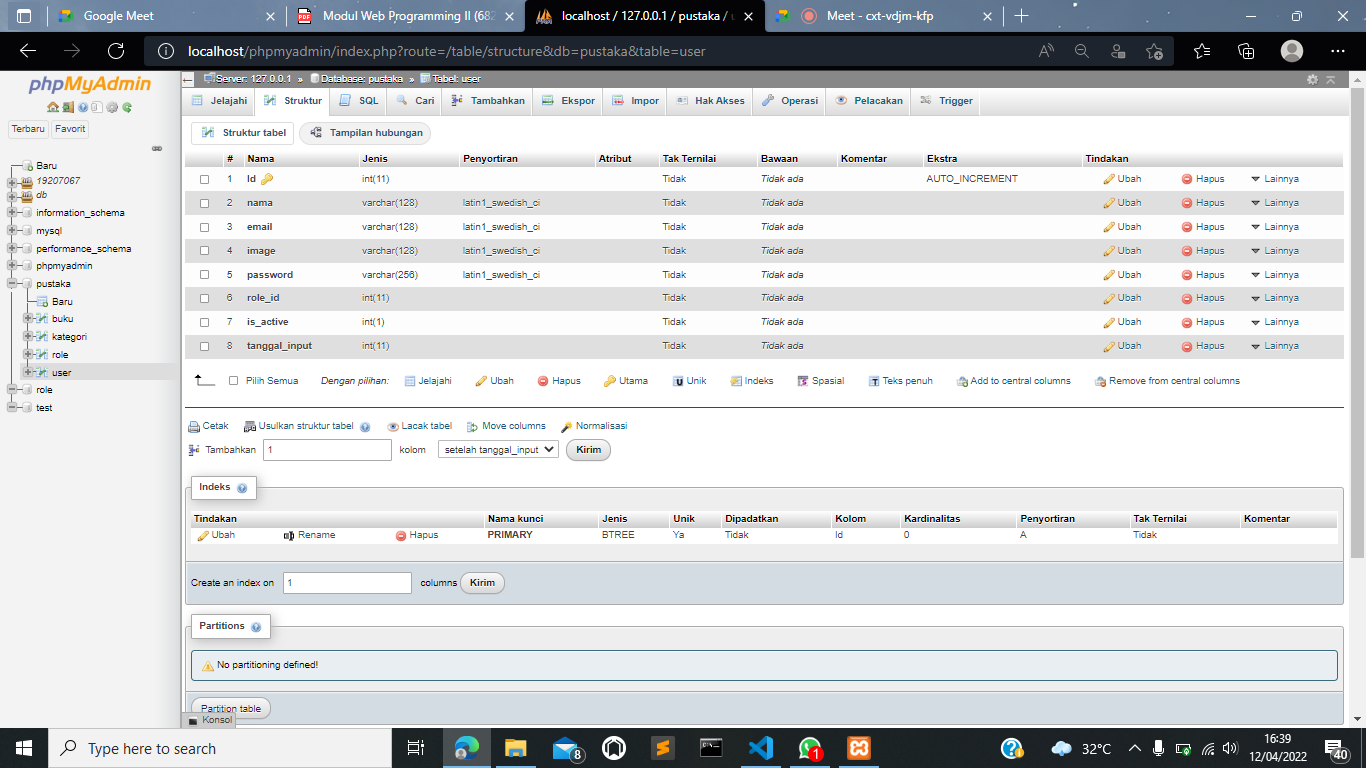 Google Meet
Modul Web Programming II (682
localhost / 127.0.0.1 / pustaka / u
Meet - cxt-vdjm-kfp
localhost/phpmyadmin/index.php?route=/table/structure&db=pustaka&table=user
phpMyAdmin
Terbaru Favorit
Baru
19207067
db
information_schema
mysql
performance_schema
phpmyadmin
pustaka
Baru
buku
kategori
role
user
role
test
Server: 127.0.0.1 » Database: pustaka » Tabel: user
Jelajahi Struktur SQL Cari Tambahkan Ekspor Impor Hak Akses Operasi Pelacakan Trigger
Struktur tabel Tampilan hubungan
# Nama Jenis Penyortiran Atribut Tak Ternilai Bawaan Komentar Ekstra Tindakan
1 Id int(11) Tidak Tidak ada AUTO_INCREMENT Ubah Hapus Lainnya
2 nama varchar(128) latin1_swedish_ci Tidak Tidak ada Ubah Hapus Lainnya
3 email varchar(128) latin1_swedish_ci Tidak Tidak ada Ubah Hapus Lainnya
4 image varchar(128) latin1_swedish_ci Tidak Tidak ada Ubah Hapus Lainnya
5 password varchar(256) latin1_swedish_ci Tidak Tidak ada Ubah Hapus Lainnya
6 role_id int(11) Tidak Tidak ada Ubah Hapus Lainnya
7 is_active int(1) Tidak Tidak ada Ubah Hapus Lainnya
8 tanggal_input int(11) Tidak Tidak ada Ubah Hapus Lainnya
Pilih Semua Dengan pilihan: Jelajahi Ubah Hapus Utama Unik Indeks Spasial Teks penuh Add to central columns Remove from central columns
Cetak Usulkan struktur tabel Lacak tabel Move columns Normalisasi
Tambahkan 1 kolom setelah tanggal_input Kirim
Indeks
Tindakan Nama kunci Jenis Unik Dipadatkan Kolom Kardinalitas Penyortiran Tak Ternilai Komentar
Ubah Rename Hapus PRIMARY BTREE Ya Tidak Id 0 A Tidak
Create an index on 1 columns Kirim
Partitions
No partitioning defined!
Partition table
Konsol
Type here to search
8
1
32°C
16:39
12/04/2022
40